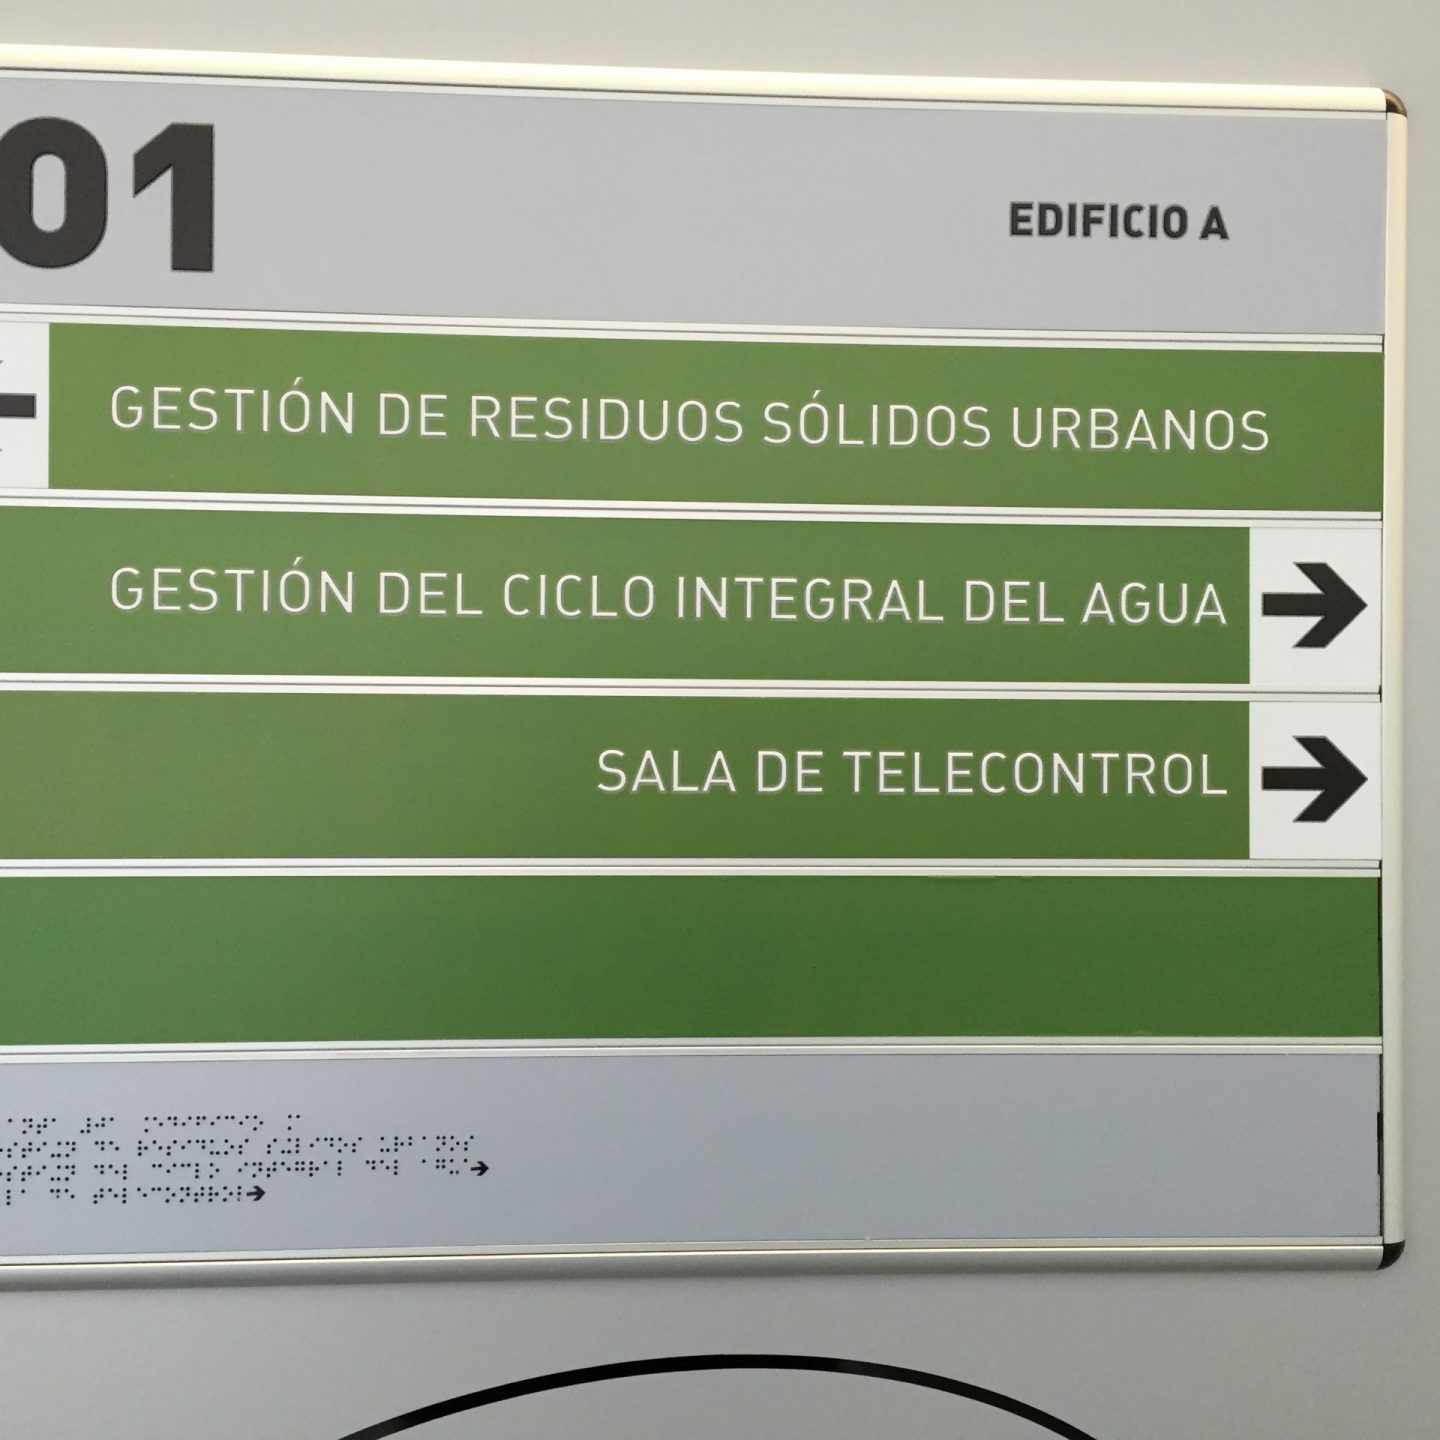 01
EDIFICIO A
GESTIÓN DE RESIDUOS SÓLIDOS URBANOS
GESTIÓN DEL CICLO INTEGRAL DEL AGUA
SALA DE TELECONTROL